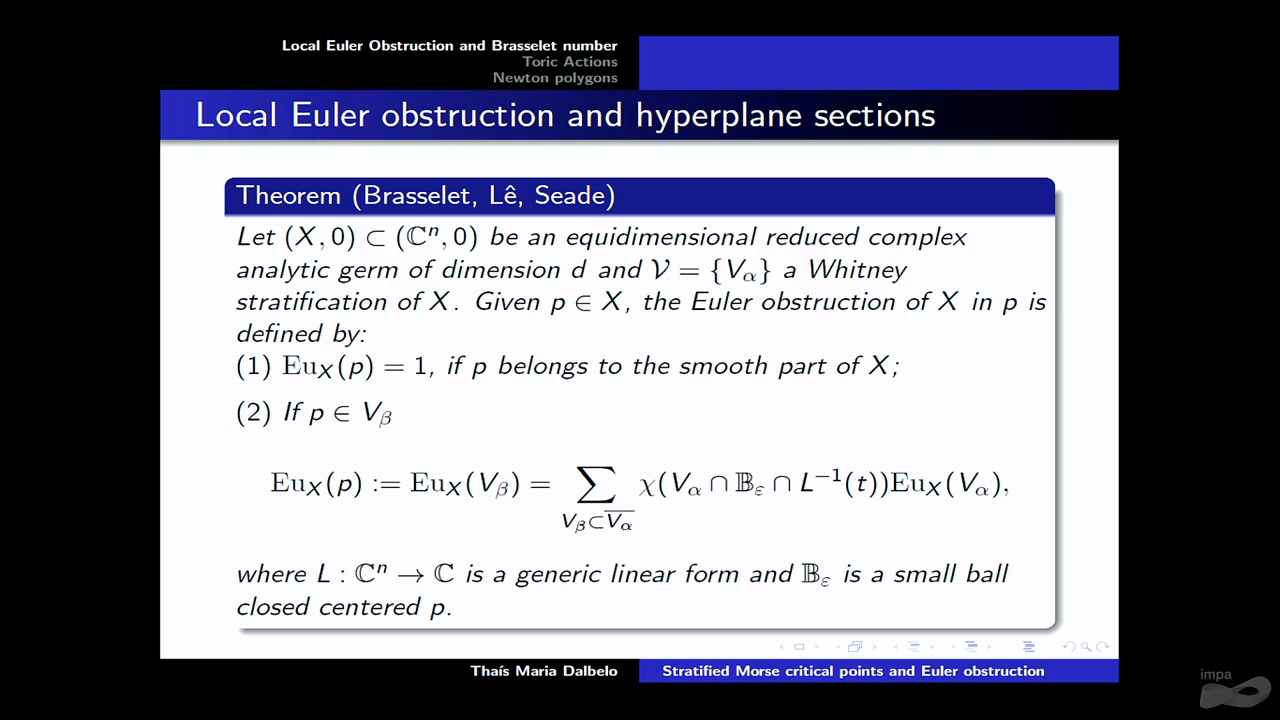 Local Euler Obstruction and Brasselet number
Toric Actions
Newton polygons
Local Euler obstruction and hyperplane sections
Theorem (Brasselet, Lê, Seade)
Let (X, 0) ⊂ (ℂⁿ, 0) be an equidimensional reduced complex
analytic germ of dimension d and 𝒱 = {V_α} a Whitney
stratification of X. Given p ∈ X, the Euler obstruction of X in p is
defined by:
(1) Eu_X(p) = 1, if p belongs to the smooth part of X;
(2) If p ∈ V_β
Eu_X(p) := Eu_X(V_β) = ∑_{V_β⊂\overline{V_α}} χ(V_α ∩ 𝔹_ε ∩ L⁻¹(t))Eu_X(V_α),
where L : ℂⁿ → ℂ is a generic linear form and 𝔹_ε is a small ball
closed centered p.
Thaís Maria Dalbelo
Stratified Morse critical points and Euler obstruction
impa